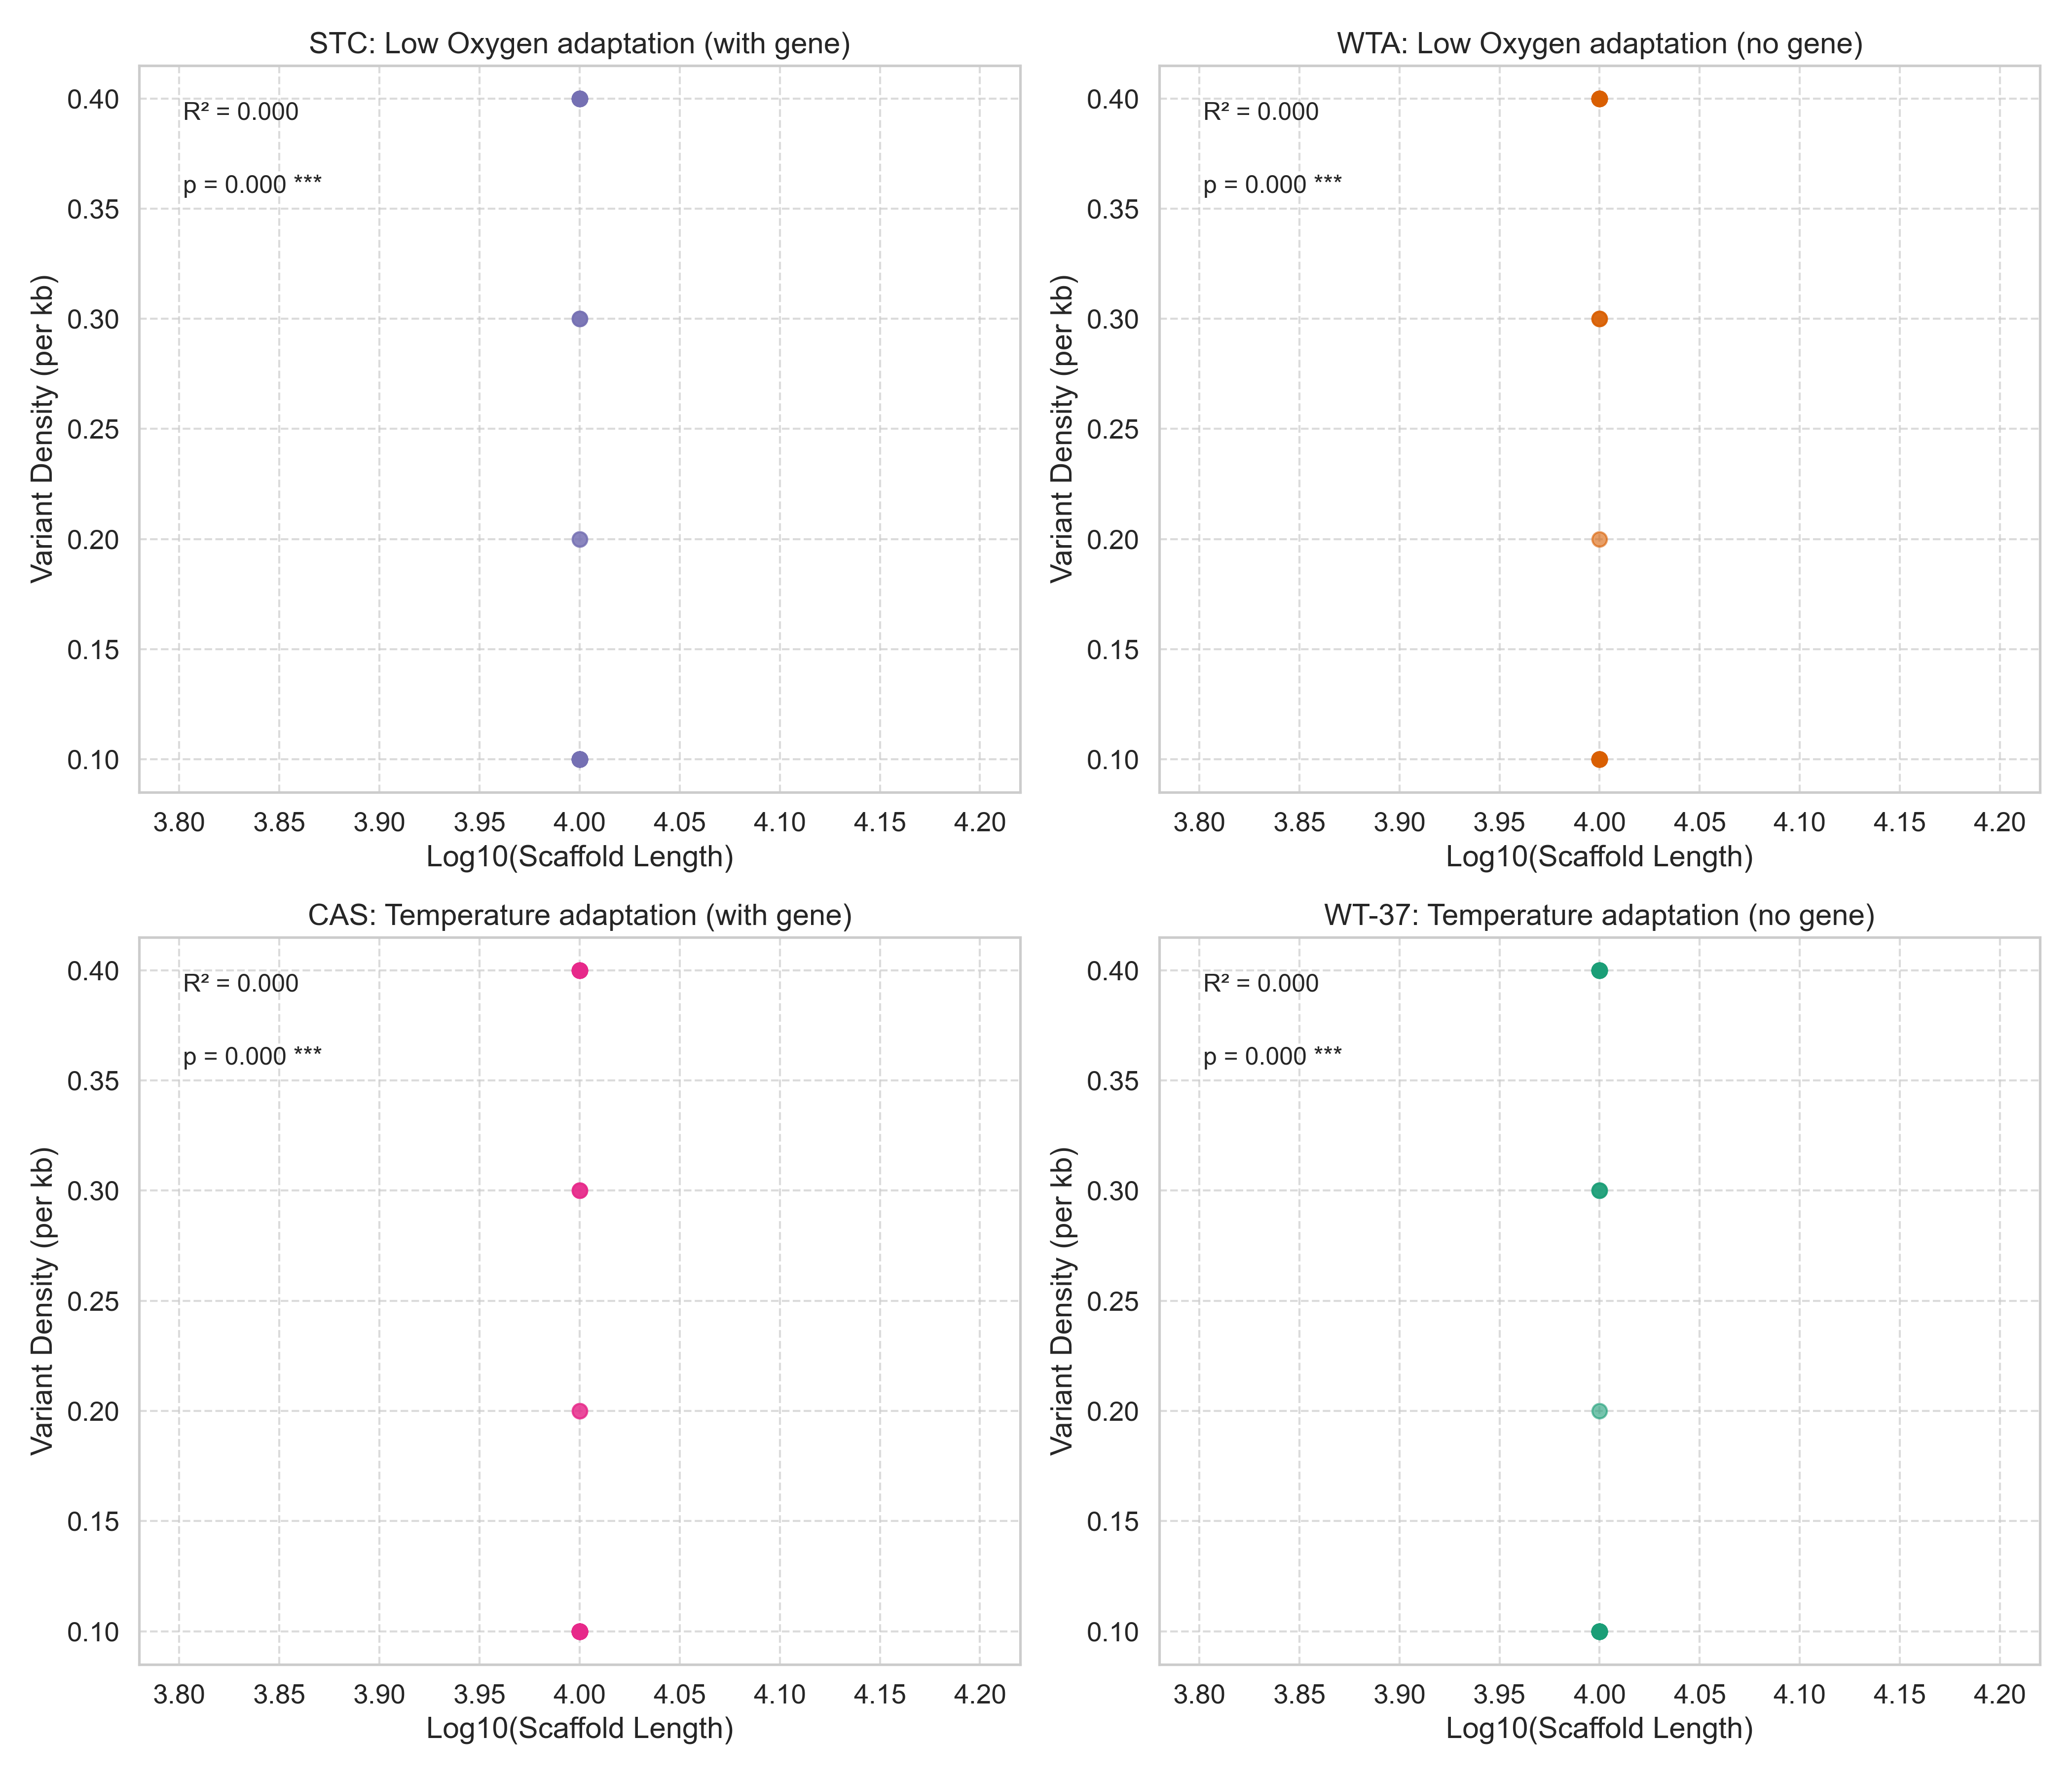 STC: Low Oxygen adaptation (with gene)
R² = 0.000
p = 0.000 ***
Variant Density (per kb)
0.40
0.35
0.30
0.25
0.20
0.15
0.10
3.80 3.85 3.90 3.95 4.00 4.05 4.10 4.15 4.20
Log10(Scaffold Length)
WTA: Low Oxygen adaptation (no gene)
R² = 0.000
p = 0.000 ***
Variant Density (per kb)
0.40
0.35
0.30
0.25
0.20
0.15
0.10
3.80 3.85 3.90 3.95 4.00 4.05 4.10 4.15 4.20
Log10(Scaffold Length)
CAS: Temperature adaptation (with gene)
R² = 0.000
p = 0.000 ***
Variant Density (per kb)
0.40
0.35
0.30
0.25
0.20
0.15
0.10
3.80 3.85 3.90 3.95 4.00 4.05 4.10 4.15 4.20
Log10(Scaffold Length)
WT-37: Temperature adaptation (no gene)
R² = 0.000
p = 0.000 ***
Variant Density (per kb)
0.40
0.35
0.30
0.25
0.20
0.15
0.10
3.80 3.85 3.90 3.95 4.00 4.05 4.10 4.15 4.20
Log10(Scaffold Length)